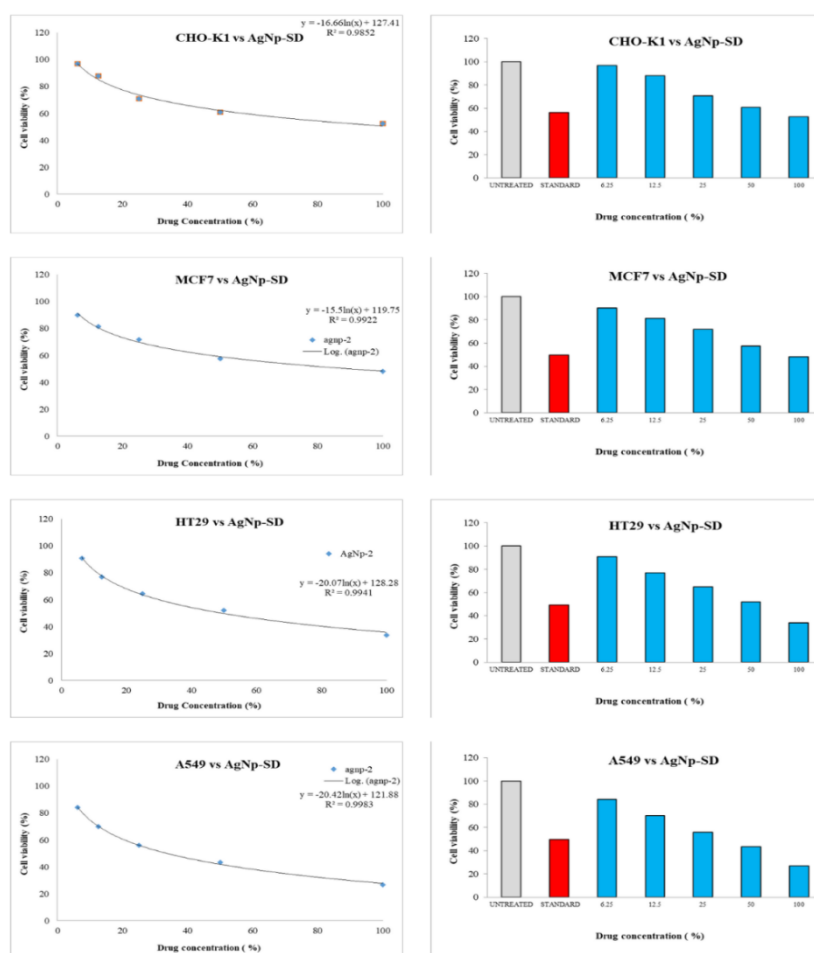 y = -16.66ln(x) + 127.41
R² = 0.9852
CHO-K1 vs AgNp-SD
120
100
80
60
40
20
0
Cell viability (%)
0 20 40 60 80 100
Drug Concentration ( %)
CHO-K1 vs AgNp-SD
120
100
80
60
40
20
0
Cell viability (%)
UNTREATED STANDARD 6.25 12.5 25 50 100
Drug concentration ( %)
MCF7 vs AgNp-SD
y = -15.5ln(x) + 119.75
R² = 0.9922
agnp-2
Log. (agnp-2)
120
100
80
60
40
20
0
Cell viability (%)
0 20 40 60 80 100
Drug Concentration (%)
MCF7 vs AgNp-SD
120
100
80
60
40
20
0
Cell viability (%)
UNTREATED STANDARD 6.25 12.5 25 50 100
Drug concentration ( %)
HT29 vs AgNp-SD
AgNp-2
y = -20.07ln(x) + 128.28
R² = 0.9941
120
100
80
60
40
20
0
Cell viability (%)
0 20 40 60 80 100
Drug Concentration (%)
HT29 vs AgNp-SD
120
100
80
60
40
20
0
Cell viability (%)
UNTREATED STANDARD 6.25 12.5 25 50 100
Drug concentration ( %)
A549 vs AgNp-SD
agnp-2
Log. (agnp-2)
y = -20.42ln(x) + 121.88
R² = 0.9983
120
100
80
60
40
20
0
Cell viability (%)
0 20 40 60 80 100
Drug concentration ( %)
A549 vs AgNp-SD
120
100
80
60
40
20
0
Cell viability (%)
UNTREATED STANDARD 6.25 12.5 25 50 100
Drug concentration ( %)